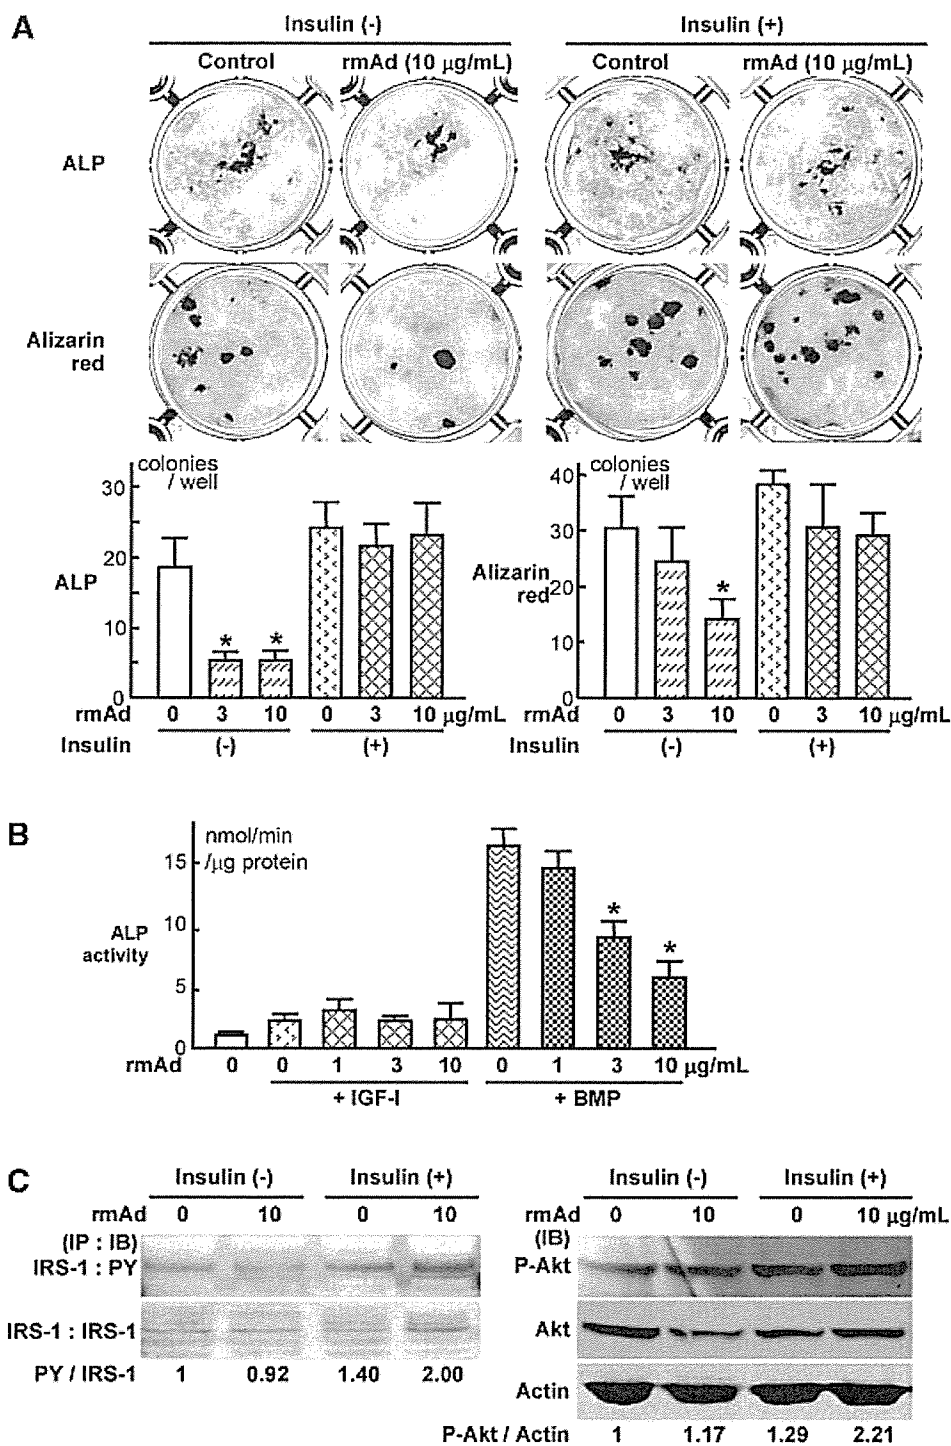 A
Insulin (-)
Insulin (+)
Control
rmAd (10 µg/mL)
Control
rmAd (10 µg/mL)
ALP
Alizarin
red
colonies
/ well
30
20
10
0
ALP
rmAd 0 3 10 0 3 10 µg/mL
Insulin (-) (+)
colonies
/ well
40
30
20
10
0
Alizarin
red
* *
*
rmAd 0 3 10 0 3 10 µg/mL
Insulin (-) (+)
B
nmol/min
/µg protein
15
10
5
0
ALP
activity
* *
rmAd 0 0 1 3 10 0 1 3 10 µg/mL
+ IGF-I + BMP
C
Insulin (-) Insulin (+)
rmAd 0 10 0 10
(IP : IB)
IRS-1 : PY
IRS-1 : IRS-1
PY / IRS-1 1 0.92 1.40 2.00
Insulin (-) Insulin (+)
rmAd 0 10 0 10 µg/mL
(IB)
P-Akt
Akt
Actin
P-Akt / Actin 1 1.17 1.29 2.21